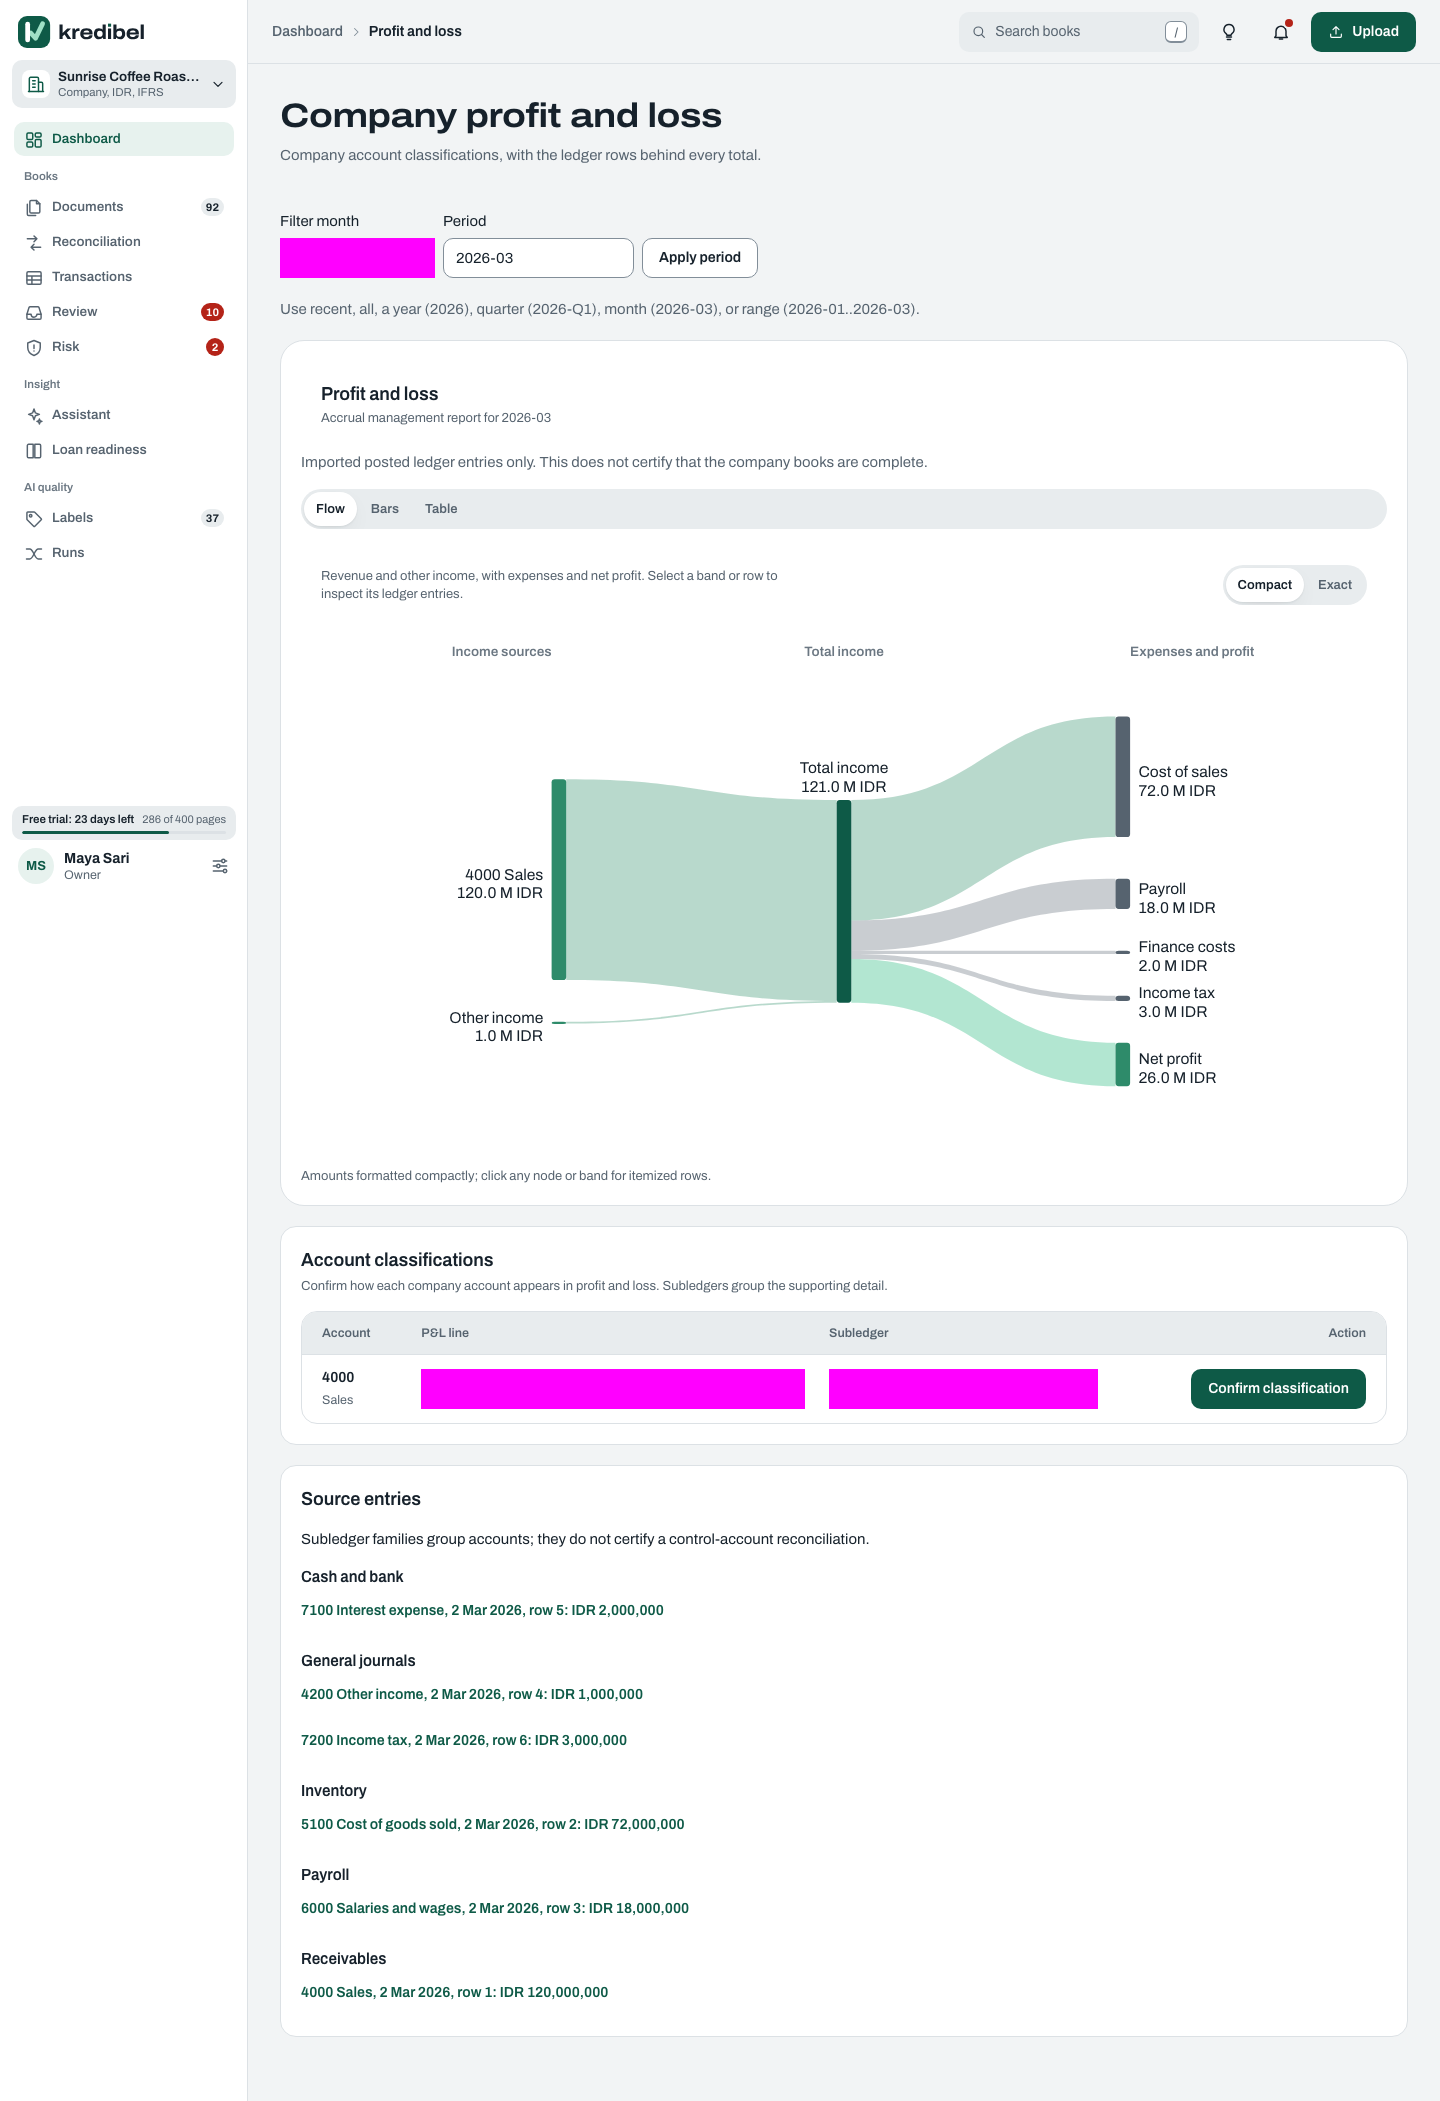 kredibel
Sunrise Coffee Roas...
Company, IDR, IFRS
Dashboard
Books
Documents 92
Reconciliation
Transactions
Review 10
Risk 2
Insight
Assistant
Loan readiness
AI quality
Labels 37
Runs
Free trial: 23 days left 286 of 400 pages
MS Maya Sari
Owner
Dashboard > Profit and loss
Search books /
Upload
Company profit and loss
Company account classifications, with the ledger rows behind every total.
Filter month Period
2026-03 Apply period
Use recent, all, a year (2026), quarter (2026-Q1), month (2026-03), or range (2026-01..2026-03).
Profit and loss
Accrual management report for 2026-03
Imported posted ledger entries only. This does not certify that the company books are complete.
Flow Bars Table
Revenue and other income, with expenses and net profit. Select a band or row to
inspect its ledger entries.
Compact Exact
Income sources Total income Expenses and profit
Total income
121.0 M IDR
4000 Sales
120.0 M IDR
Other income
1.0 M IDR
Cost of sales
72.0 M IDR
Payroll
18.0 M IDR
Finance costs
2.0 M IDR
Income tax
3.0 M IDR
Net profit
26.0 M IDR
Amounts formatted compactly; click any node or band for itemized rows.
Account classifications
Confirm how each company account appears in profit and loss. Subledgers group the supporting detail.
Account P&L line Subledger Action
4000
Sales
Confirm classification
Source entries
Subledger families group accounts; they do not certify a control-account reconciliation.
Cash and bank
7100 Interest expense, 2 Mar 2026, row 5: IDR 2,000,000
General journals
4200 Other income, 2 Mar 2026, row 4: IDR 1,000,000
7200 Income tax, 2 Mar 2026, row 6: IDR 3,000,000
Inventory
5100 Cost of goods sold, 2 Mar 2026, row 2: IDR 72,000,000
Payroll
6000 Salaries and wages, 2 Mar 2026, row 3: IDR 18,000,000
Receivables
4000 Sales, 2 Mar 2026, row 1: IDR 120,000,000